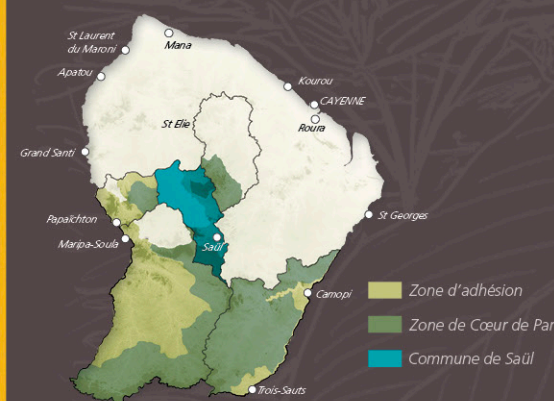 St Laurent
du Maroni
Mana
Apatou
Kourou
CAYENNE
St Elie
Roura
Grand Santi
Papaïchton
St Georges
Maripa-Soula
Saül
Camopi
Trois-Sauts
Zone d'adhésion
Zone de Cœur de Par
Commune de Saül